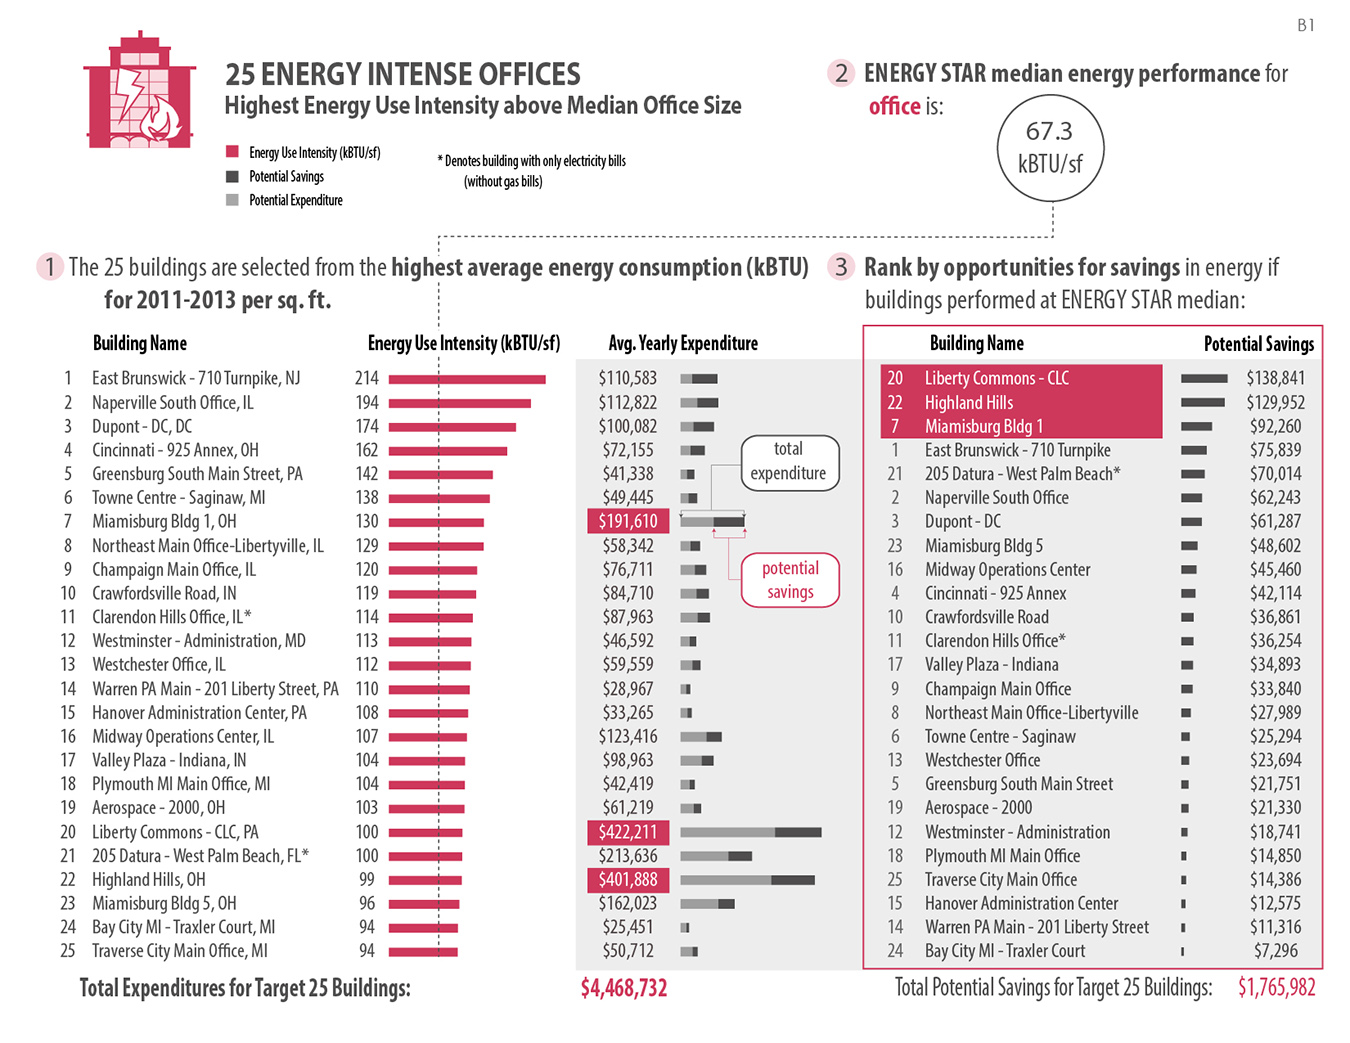 B1
25 ENERGY INTENSE OFFICES
Highest Energy Use Intensity above Median Office Size
Energy Use Intensity (kBTU/sf)
Potential Savings
Potential Expenditure
* Denotes building with only electricity bills
(without gas bills)
2 ENERGY STAR median energy performance for
office is:
67.3
kBTU/sf
1 The 25 buildings are selected from the highest average energy consumption (kBTU)
for 2011-2013 per sq. ft.
Building Name Energy Use Intensity (kBTU/sf) Avg. Yearly Expenditure
1 East Brunswick - 710 Turnpike, NJ 214 $110,583
2 Naperville South Office, IL 194 $112,822
3 Dupont - DC, DC 174 $100,082
4 Cincinnati - 925 Annex, OH 162 $72,155
5 Greensburg South Main Street, PA 142 $41,338
6 Towne Centre - Saginaw, MI 138 $49,445
7 Miamisburg Bldg 1, OH 130 $191,610
8 Northeast Main Office-Libertyville, IL 129 $58,342
9 Champaign Main Office, IL 120 $76,711
10 Crawfordsville Road, IN 119 $84,710
11 Clarendon Hills Office, IL* 114 $87,963
12 Westminster - Administration, MD 113 $46,592
13 Westchester Office, IL 112 $59,559
14 Warren PA Main - 201 Liberty Street, PA 110 $28,967
15 Hanover Administration Center, PA 108 $33,265
16 Midway Operations Center, IL 107 $123,416
17 Valley Plaza - Indiana, IN 104 $98,963
18 Plymouth MI Main Office, MI 104 $42,419
19 Aerospace - 2000, OH 103 $61,219
20 Liberty Commons - CLC, PA 100 $422,211
21 205 Datura - West Palm Beach, FL* 100 $213,636
22 Highland Hills, OH 99 $401,888
23 Miamisburg Bldg 5, OH 96 $162,023
24 Bay City MI - Traxler Court, MI 94 $25,451
25 Traverse City Main Office, MI 94 $50,712
total
expenditure
potential
savings
Total Expenditures for Target 25 Buildings: $4,468,732
3 Rank by opportunities for savings in energy if
buildings performed at ENERGY STAR median:
Building Name Potential Savings
20 Liberty Commons - CLC $138,841
22 Highland Hills $129,952
7 Miamisburg Bldg 1 $92,260
1 East Brunswick - 710 Turnpike $75,839
21 205 Datura - West Palm Beach* $70,014
2 Naperville South Office $62,243
3 Dupont - DC $61,287
23 Miamisburg Bldg 5 $48,602
16 Midway Operations Center $45,460
4 Cincinnati - 925 Annex $42,114
10 Crawfordsville Road $36,861
11 Clarendon Hills Office* $36,254
17 Valley Plaza - Indiana $34,893
9 Champaign Main Office $33,840
8 Northeast Main Office-Libertyville $27,989
6 Towne Centre - Saginaw $25,294
13 Westchester Office $23,694
5 Greensburg South Main Street $21,751
19 Aerospace - 2000 $21,330
12 Westminster - Administration $18,741
18 Plymouth MI Main Office $14,850
25 Traverse City Main Office $14,386
15 Hanover Administration Center $12,575
14 Warren PA Main - 201 Liberty Street $11,316
24 Bay City MI - Traxler Court $7,296
Total Potential Savings for Target 25 Buildings: $1,765,982